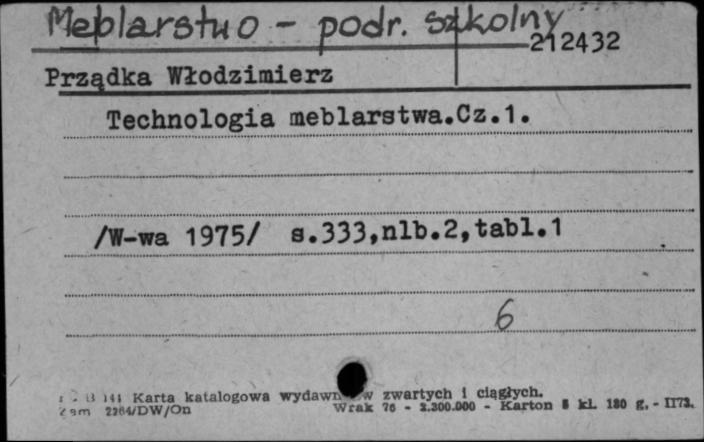 Meblarstwo - podr. szkolny
212432
Prządka Włodzimierz
Technologia meblarstwa.Cz.1.
/W-wa 1975/ s.333,nlb.2,tabl.1
6
Karta katalogowa wydawn w zwartych i ciągłych.
Zam 2264/DW/On Wrak 76 - 2.300.000 - Karton kl. 180 g. - II73.